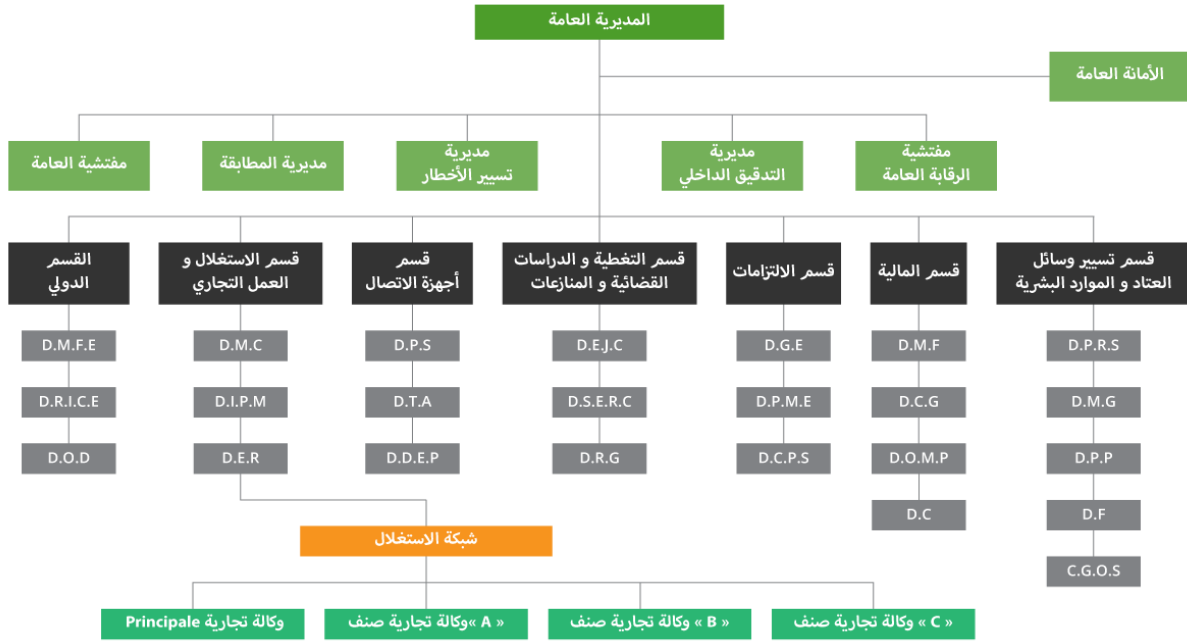 المديرية العامة
الأمانة العامة
مفتشية
الرقابة العامة
مديرية
التدقيق الداخلي
مديرية
تسيير الأخطار
مديرية المطابقة
مفتشية العامة
قسم تسيير وسائل
العتاد و الموارد البشرية
قسم المالية
قسم الالتزامات
قسم التغطية و الدراسات
القضائية و المنازعات
قسم
أجهزة الاتصال
قسم الاستغلال و
العمل التجاري
القسم
الدولي
D.P.R.S
D.M.G
D.P.P
D.F
C.G.O.S
D.M.F
D.C.G
D.O.M.P
D.C
D.G.E
D.P.M.E
D.C.P.S
D.E.J.C
D.S.E.R.C
D.R.G
D.P.S
D.T.A
D.D.E.P
D.M.C
D.I.P.M
D.E.R
D.M.F.E
D.R.I.C.E
D.O.D
شبكة الاستغلال
وكالة تجارية صنف « C »
وكالة تجارية صنف « B »
وكالة تجارية صنف« A »
وكالة تجارية Principale